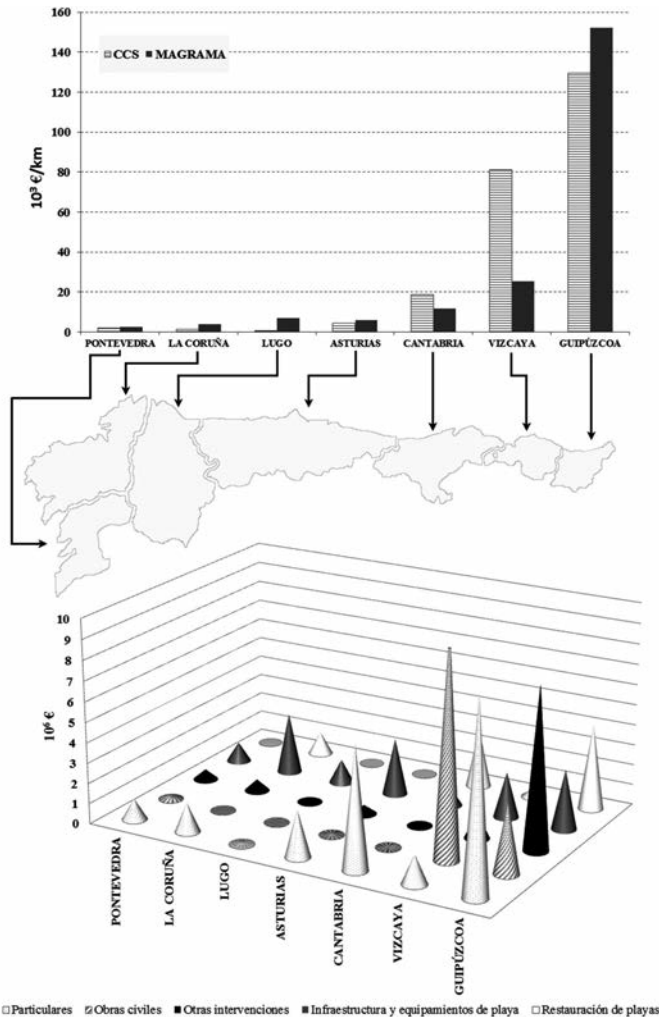 160
140
120
100
80
60
40
20
0
10³ €/km
CCS MAGRAMA
PONTEVEDRA LA CORUÑA LUGO ASTURIAS CANTABRIA VIZCAYA GUIPÚZCOA
10
9
8
7
6
5
4
3
2
1
0
10⁶ €
PONTEVEDRA
LA CORUÑA
LUGO
ASTURIAS
CANTABRIA
VIZCAYA
GUIPÚZCOA
Particulares Obras civiles Otras intervenciones Infraestructura y equipamientos de playa Restauración de playas